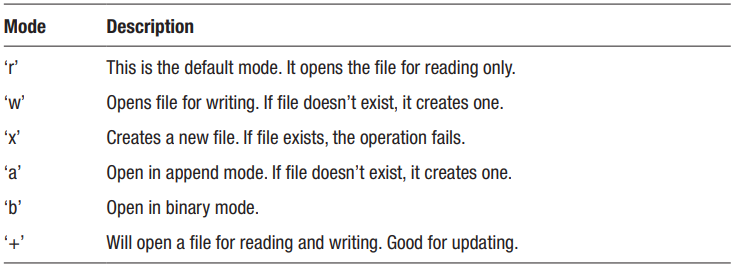 Mode Description
‘r’ This is the default mode. It opens the file for reading only.
‘w’ Opens file for writing. If file doesn’t exist, it creates one.
‘x’ Creates a new file. If file exists, the operation fails.
‘a’ Open in append mode. If file doesn’t exist, it creates one.
‘b’ Open in binary mode.
‘+’ Will open a file for reading and writing. Good for updating.